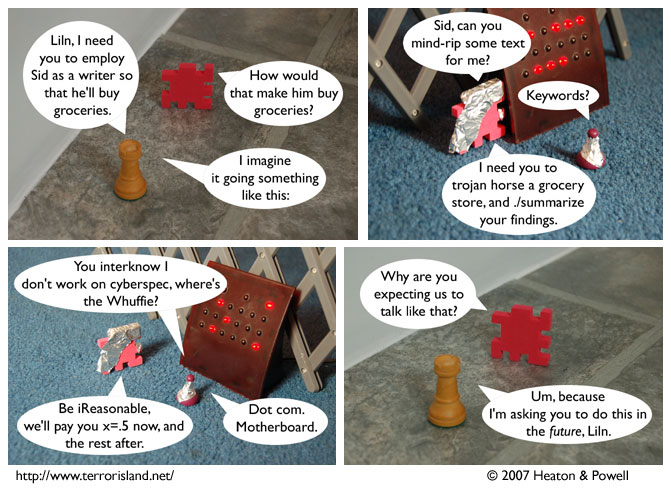 Liln, I need
you to employ
Sid as a writer so
that he'll buy
groceries.
How would
that make him buy
groceries?
I imagine
it going something
like this:
Sid, can you
mind-rip some text
for me?
Keywords?
I need you to
trojan horse a grocery
store, and ./summarize
your findings.
You interknow I
don't work on cyberspec, where's
the Whuffie?
Be iReasonable,
we'll pay you x=.5 now, and
the rest after.
Dot com.
Motherboard.
Why are you
expecting us to
talk like that?
Um, because
I'm asking you to do this in
the future, Liln.
http://www.terrorisland.net/
© 2007 Heaton & Powell